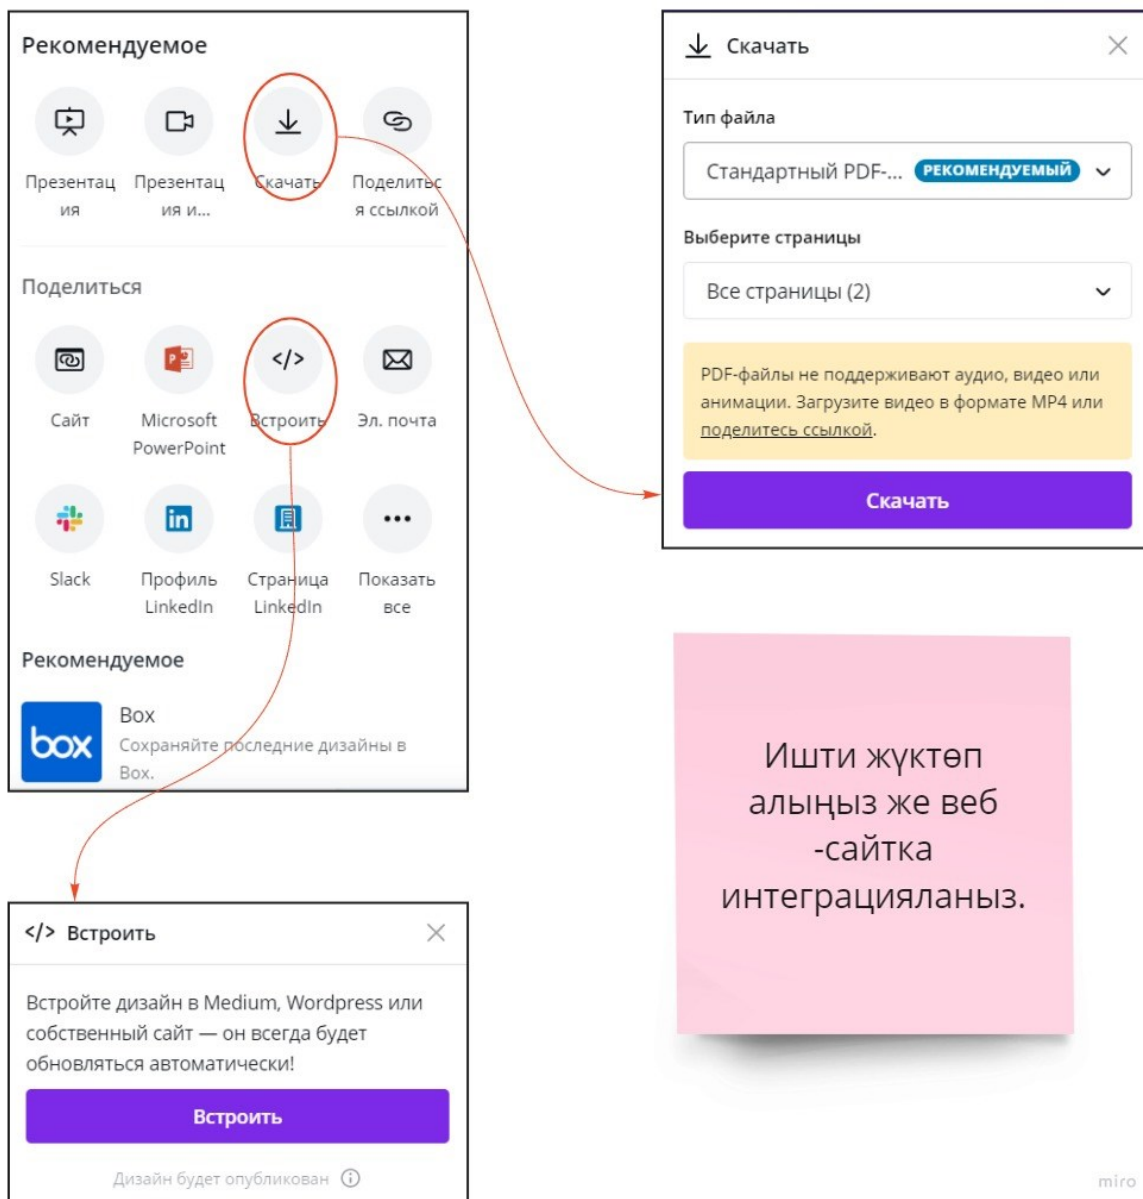 Рекомендуемое
Презентац
ия
Презентац
ия и...
Скачать
Поделитьс
я ссылкой
Поделиться
Сайт
Microsoft
PowerPoint
</>
Встроить
Эл. почта
Slack
in
Профиль
LinkedIn
Страница
LinkedIn
Показать
все
Рекомендуемое
box
Box
Сохраняйте последние дизайны в
Box.
</> Встроить
Встройте дизайн в Medium, Wordpress или
собственный сайт — он всегда будет
обновляться автоматически!
Встроить
Дизайн будет опубликован
Скачать
Тип файла
Стандартный PDF-... РЕКОМЕНДУЕМЫЙ
Выберите страницы
Все страницы (2)
PDF-файлы не поддерживают аудио, видео или
анимации. Загрузите видео в формате MP4 или
поделитесь ссылкой.
Скачать
Ишти жүктөп
алыңыз же веб
-сайтка
интеграцияланыз.
miro